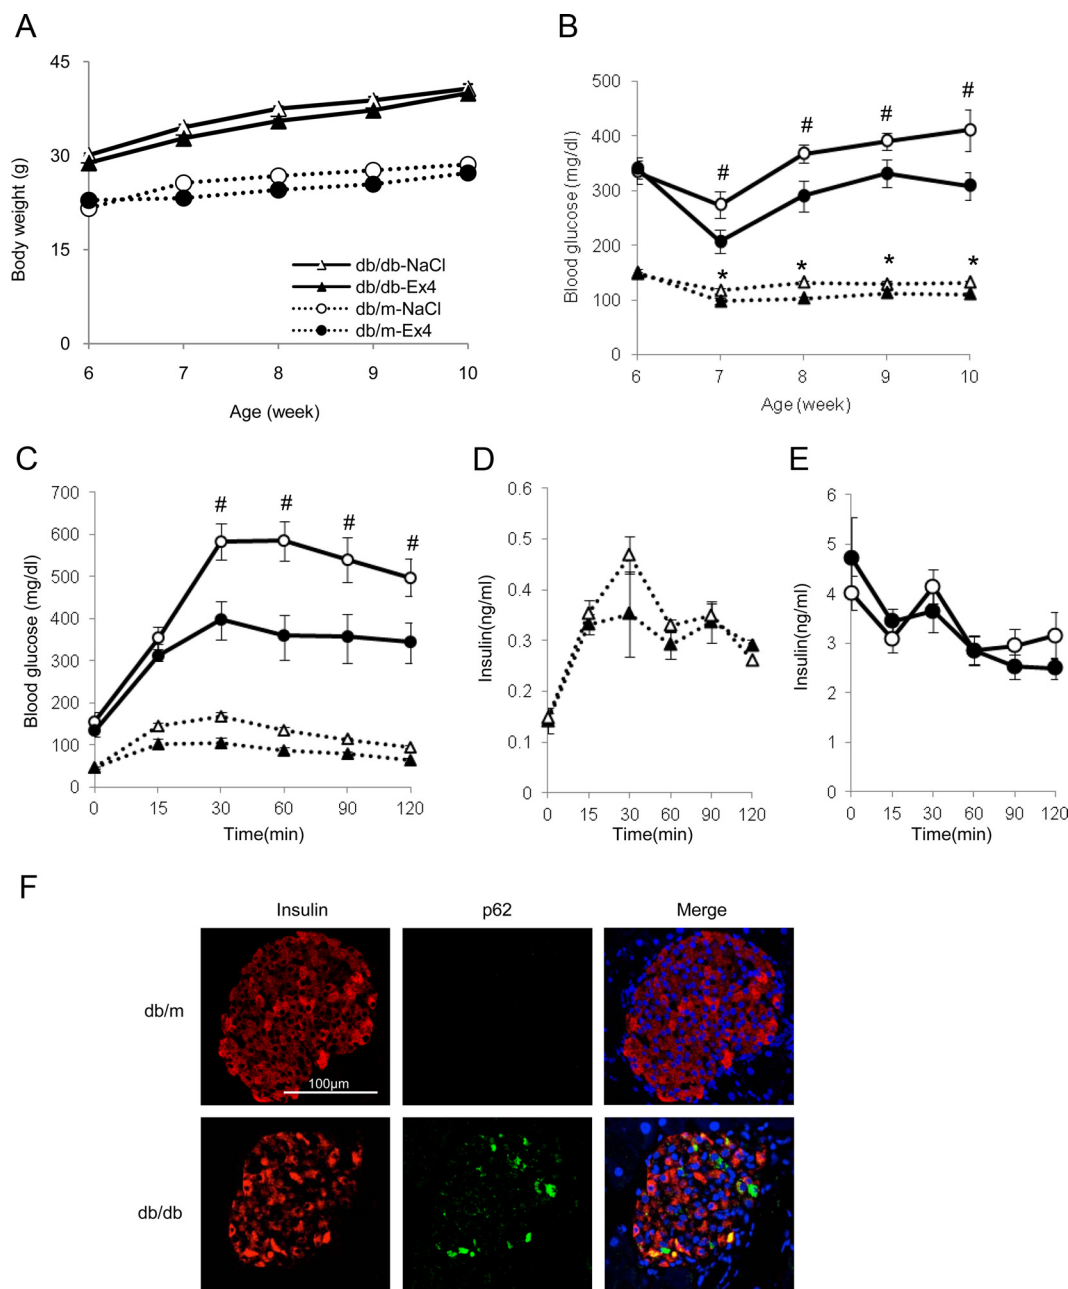 A
45
30
15
0
Body weight (g)
db/db-NaCl
db/db-Ex4
db/m-NaCl
db/m-Ex4
6 7 8 9 10
Age (week)
B
500
400
300
200
100
0
Blood glucose (mg/dl)
# # # # #
* * * *
6 7 8 9 10
Age (week)
C
700
600
500
400
300
200
100
0
Blood glucose (mg/dl)
# # # #
0 15 30 60 90 120
Time(min)
D
0.6
0.5
0.4
0.3
0.2
0.1
0
Insulin(ng/ml)
0 15 30 60 90 120
Time(min)
E
6
5
4
3
2
1
0
Insulin(ng/ml)
0 15 30 60 90 120
Time(min)
F
Insulin p62 Merge
db/m
100μm
db/db